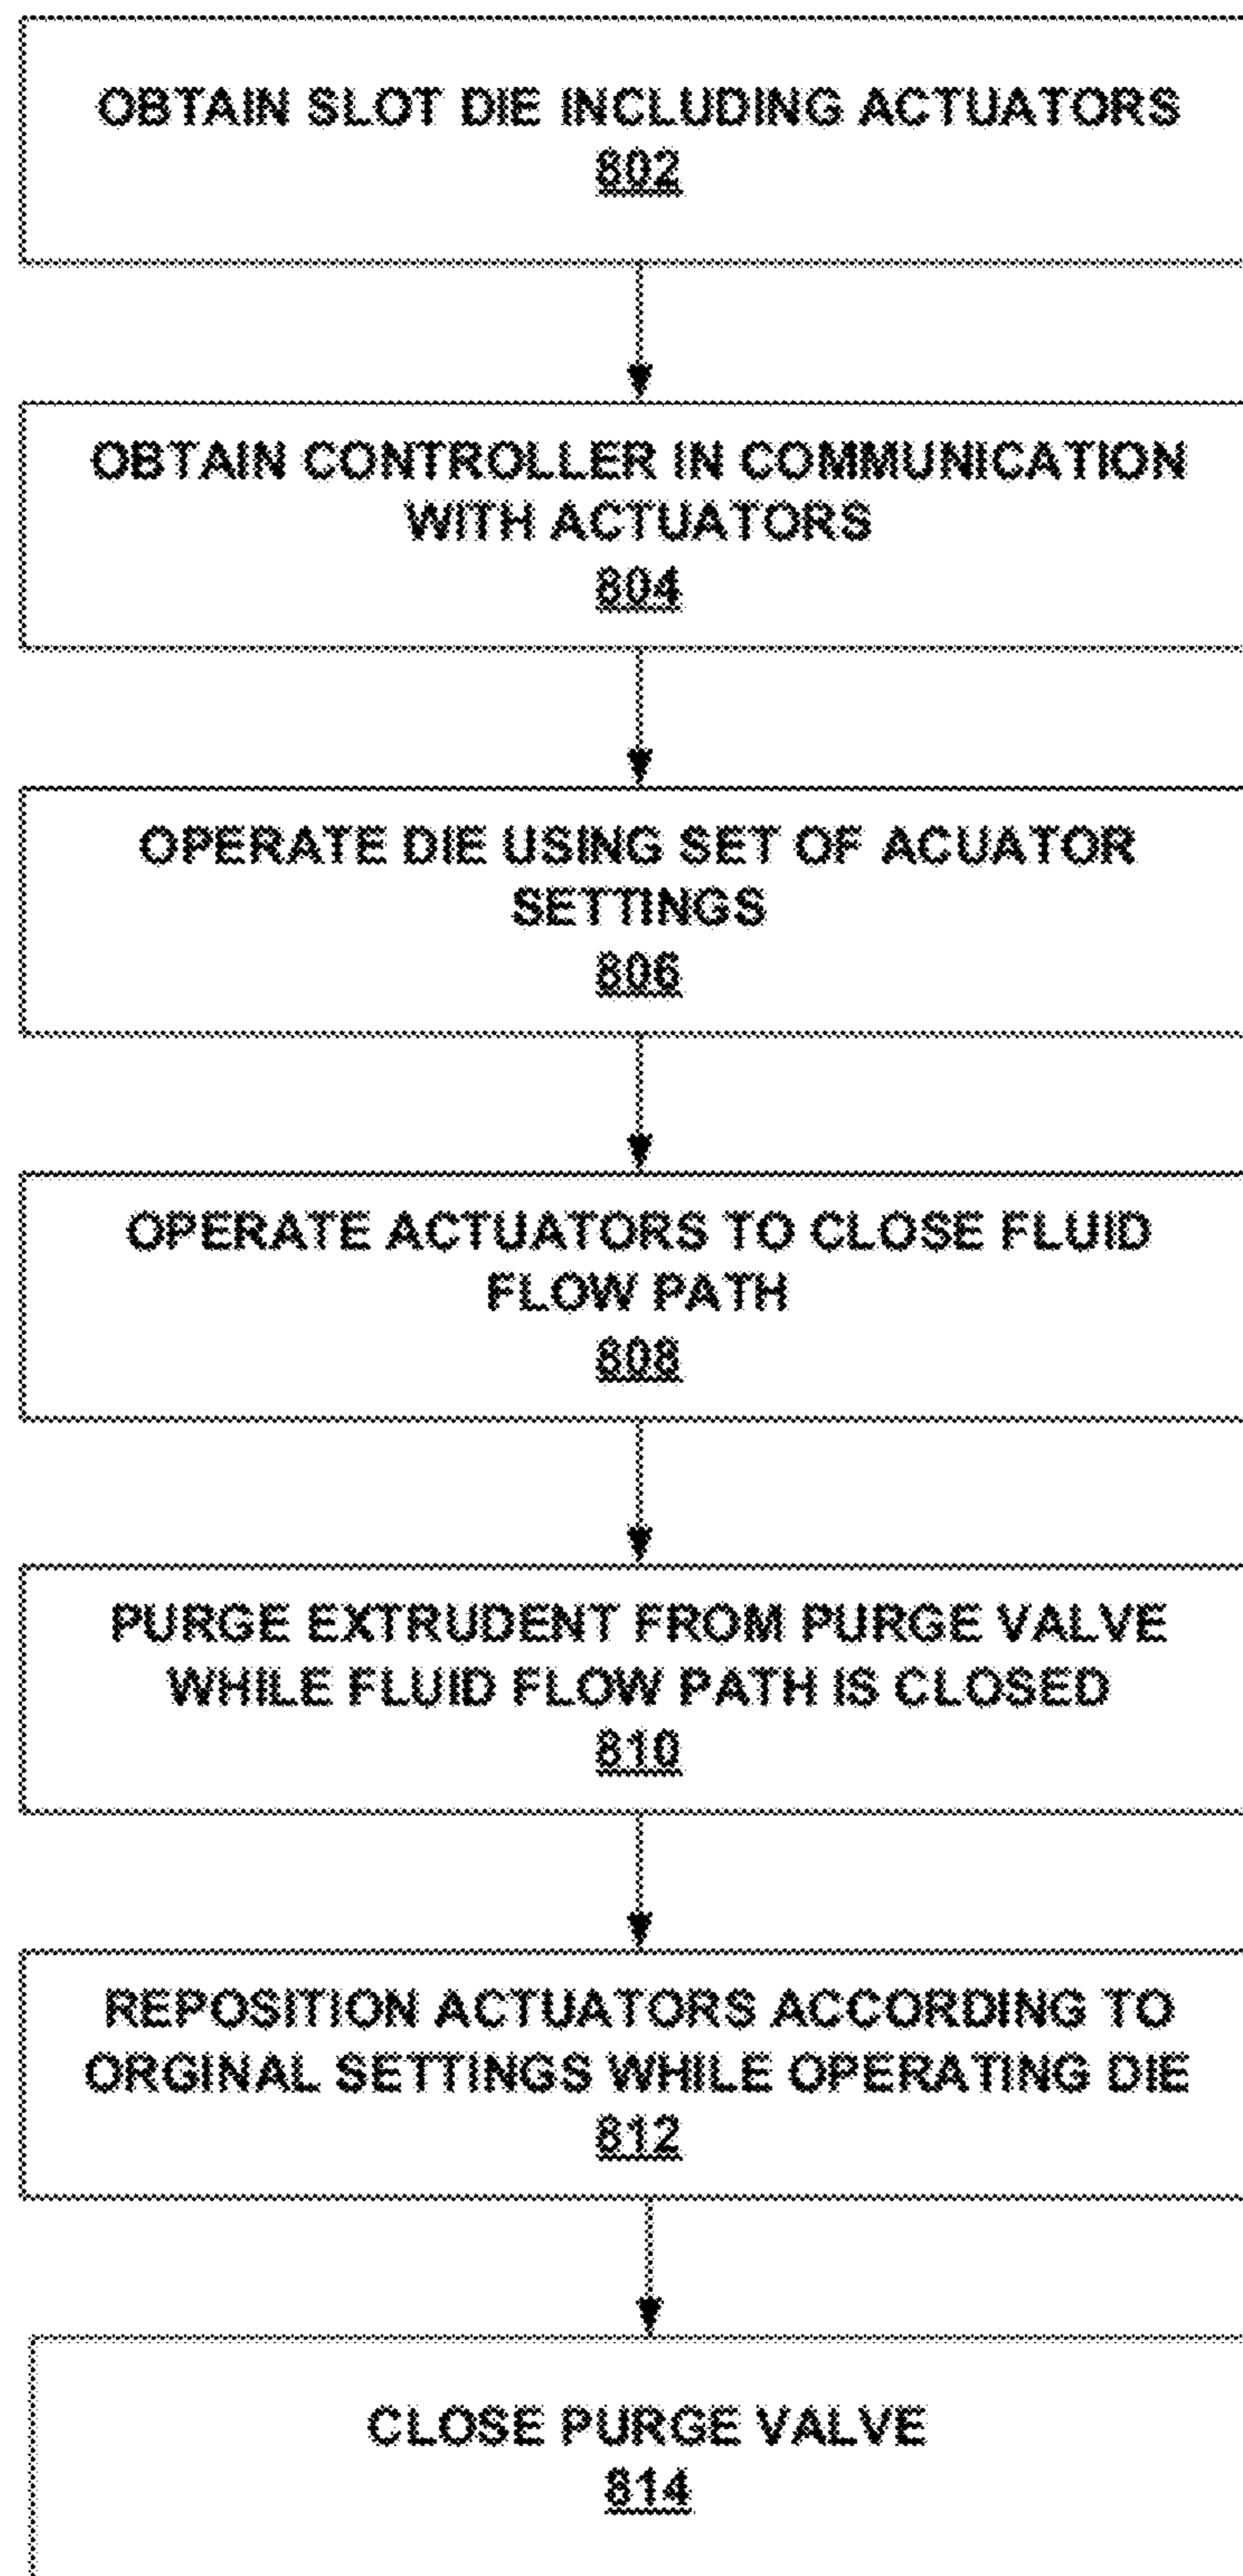 OBTAIN SLOT DIE INCLUDING ACTUATORS
802
OBTAIN CONTROLLER IN COMMUNICATION
WITH ACTUATORS
804
OPERATE DIE USING SET OF ACUATOR
SETTINGS
806
OPERATE ACTUATORS TO CLOSE FLUID
FLOW PATH
808
PURGE EXTRUDENT FROM PURGE VALVE
WHILE FLUID FLOW PATH IS CLOSED
810
REPOSITION ACTUATORS ACCORDING TO
ORGINAL SETTINGS WHILE OPERATING DIE
812
CLOSE PURGE VALVE
814